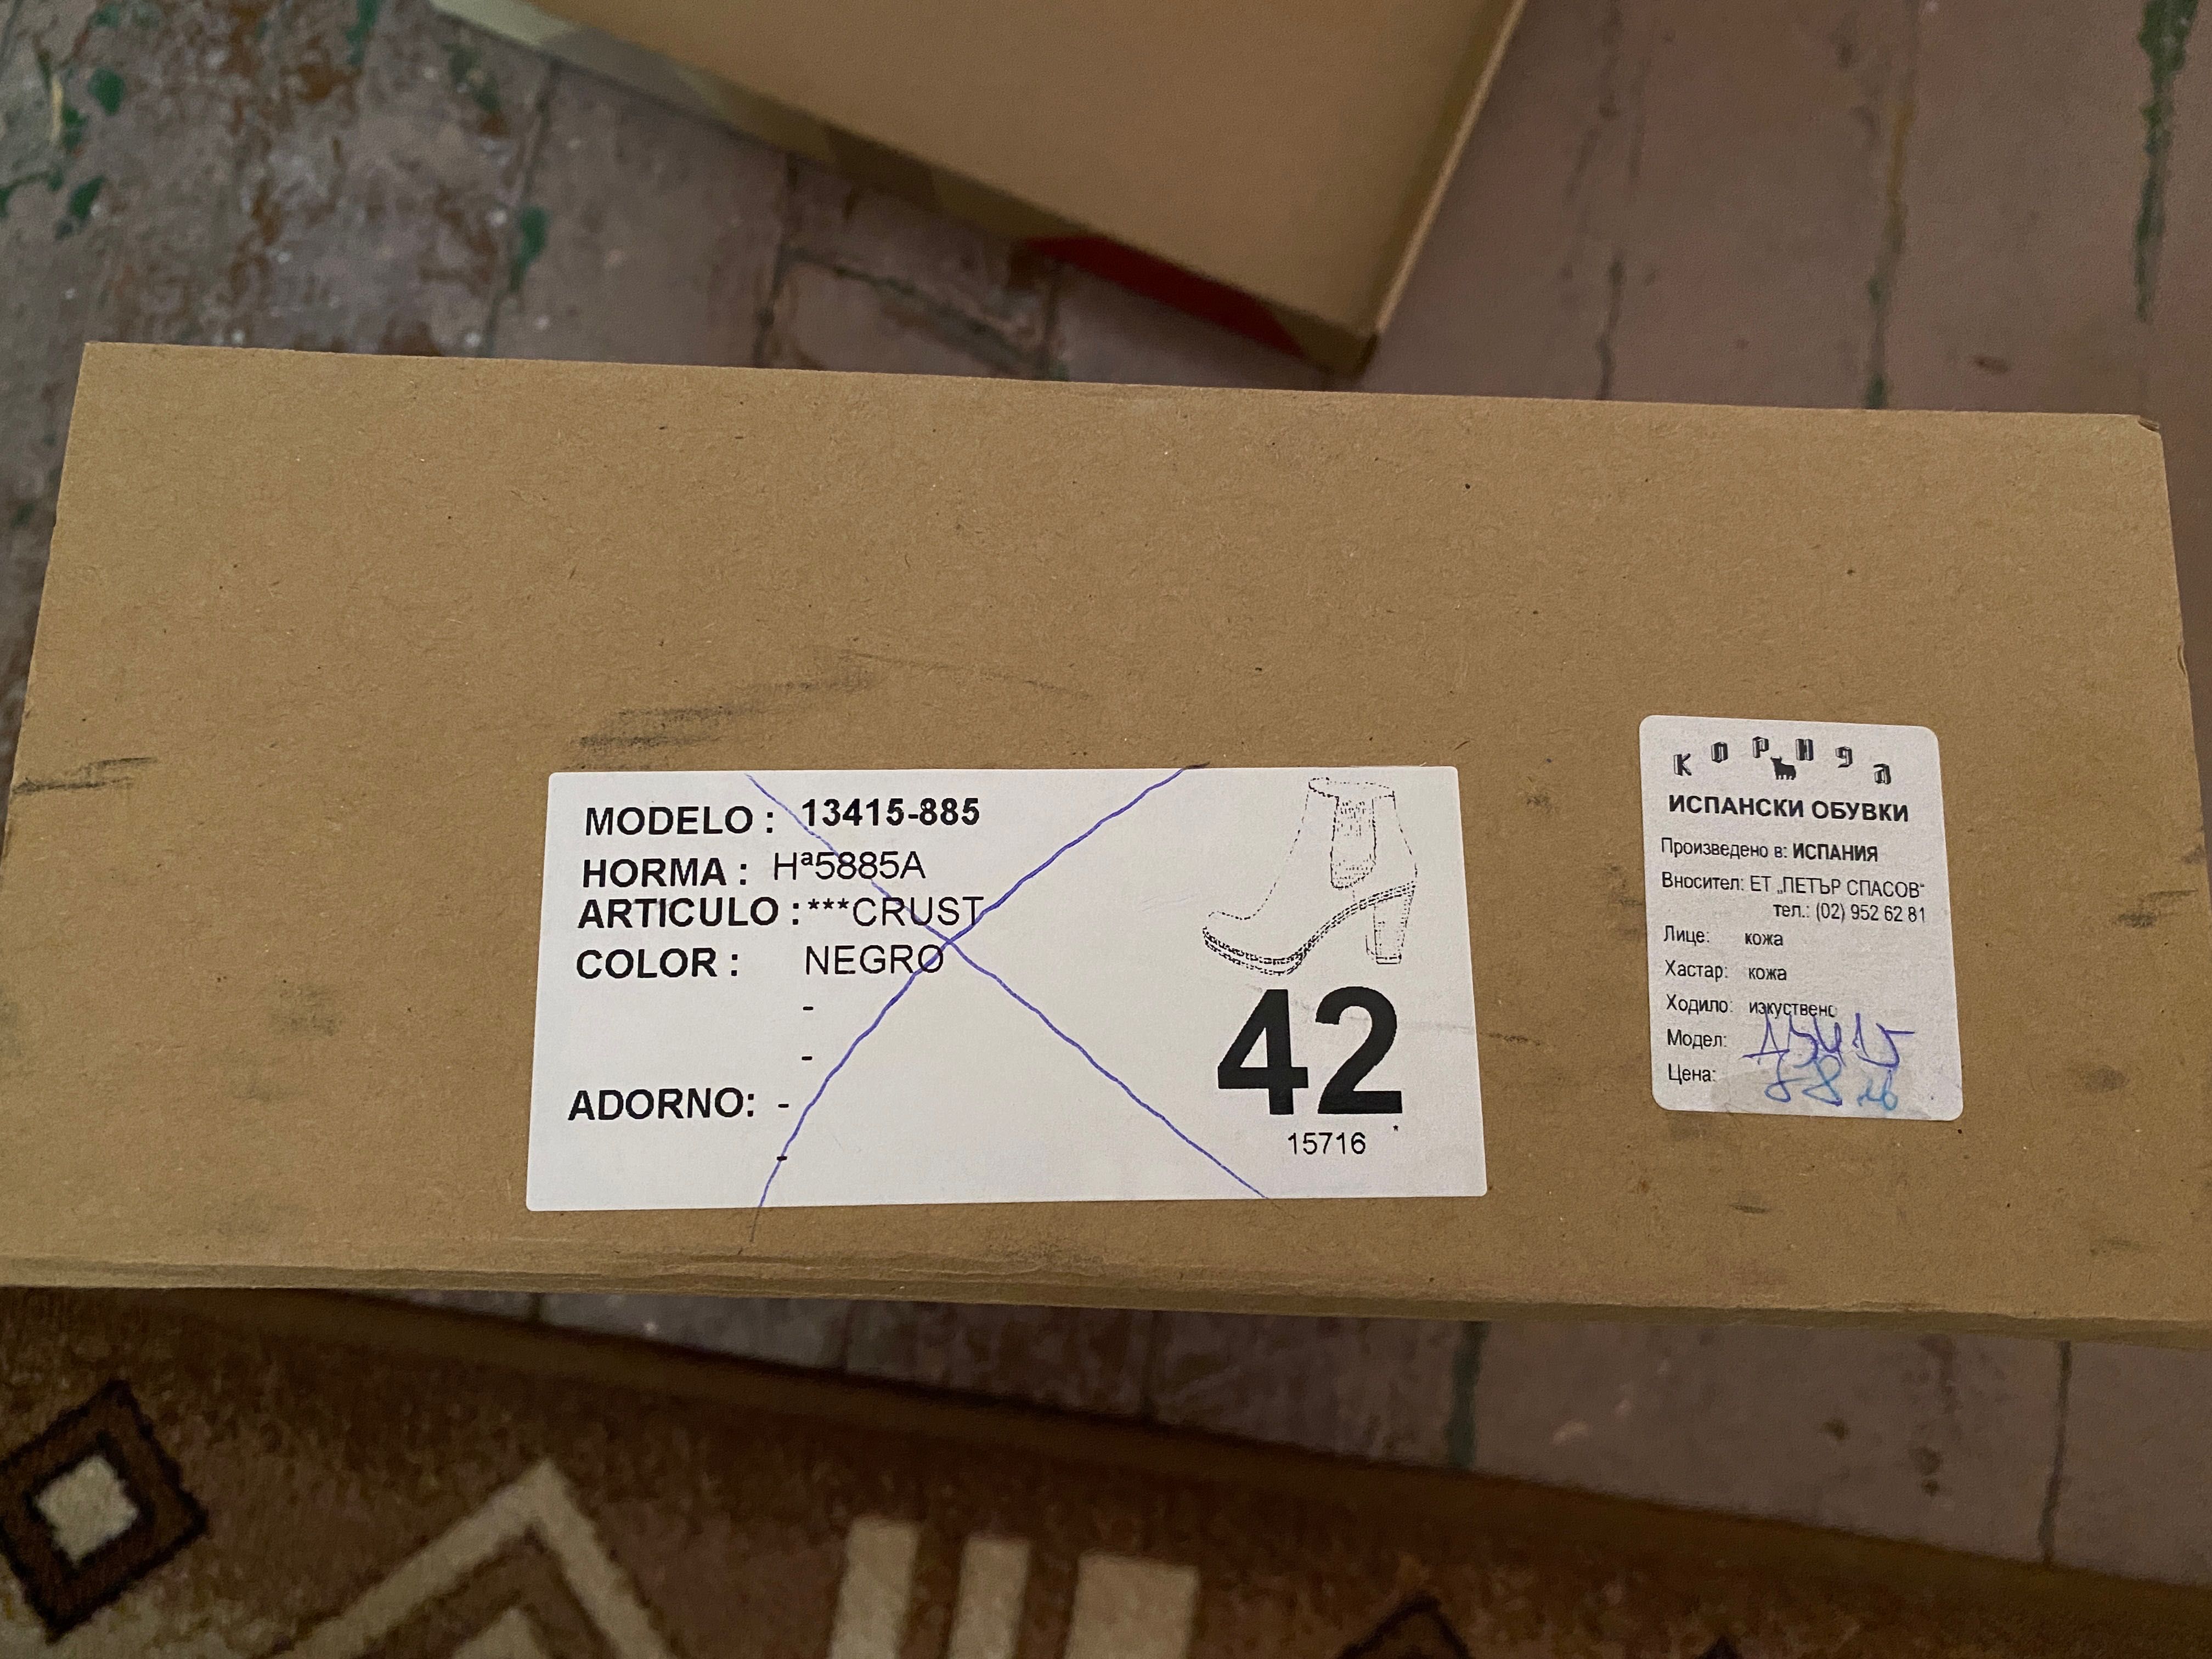 MODELO : 13415-885
HORMA : Hª5885A
ARTICULO : ***CRUST
COLOR : NEGRO
-
-
ADORNO: -
-
42
15716 *
КОРИДА
ИСПАНСКИ ОБУВКИ
Произведено в: ИСПАНИЯ
Вносител: ЕТ „ПЕТЪР СПАСОВ“
тел.: (02) 952 62 81
Лице: кожа
Хастар: кожа
Ходило: изкуствено
Модел: 13415
Цена: 88 лв